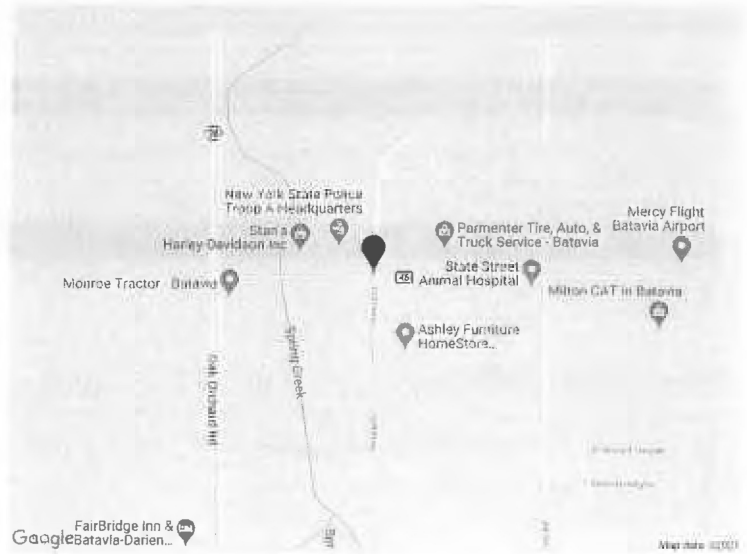 New York State Police
Troop A Headquarters
Stan's
Harley-Davidson Inc
Parmenter Tire, Auto, &
Truck Service - Batavia
Mercy Flight
Batavia Airport
Monroe Tractor - Batavia
State Street
Animal Hospital
Milton CAT in Batavia
Ashley Furniture
HomeStore...
Spring Creek
Oak Orchard Rd
FairBridge Inn &
Batavia-Darien...
Google
Map data